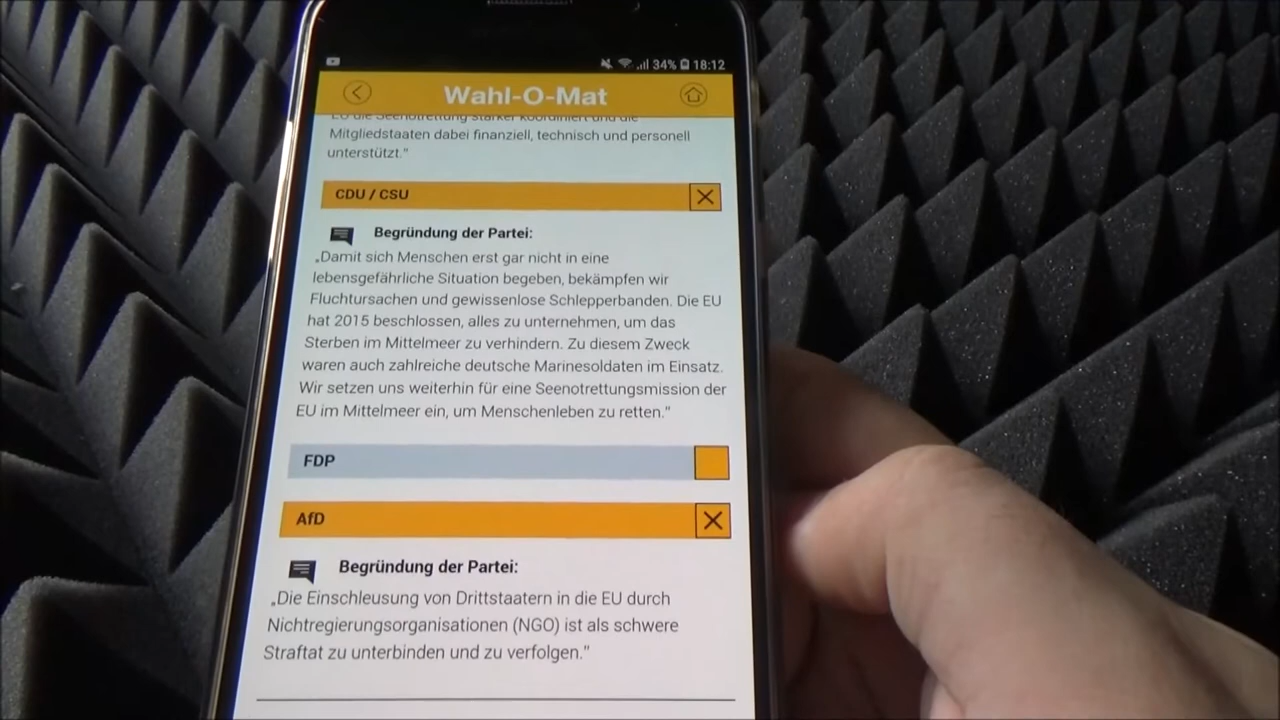 34% 18:12
Wahl-O-Mat
EU die Seenotrettung stärker koordiniert und die
Mitgliedstaaten dabei finanziell, technisch und personell
unterstützt."
CDU / CSU
Begründung der Partei:
„Damit sich Menschen erst gar nicht in eine
lebensgefährliche Situation begeben, bekämpfen wir
Fluchtursachen und gewissenlose Schlepperbanden. Die EU
hat 2015 beschlossen, alles zu unternehmen, um das
Sterben im Mittelmeer zu verhindern. Zu diesem Zweck
waren auch zahlreiche deutsche Marinesoldaten im Einsatz.
Wir setzen uns weiterhin für eine Seenotrettungsmission der
EU im Mittelmeer ein, um Menschenleben zu retten."
FDP
AfD
Begründung der Partei:
„Die Einschleusung von Drittstaatern in die EU durch
Nichtregierungsorganisationen (NGO) ist als schwere
Straftat zu unterbinden und zu verfolgen."